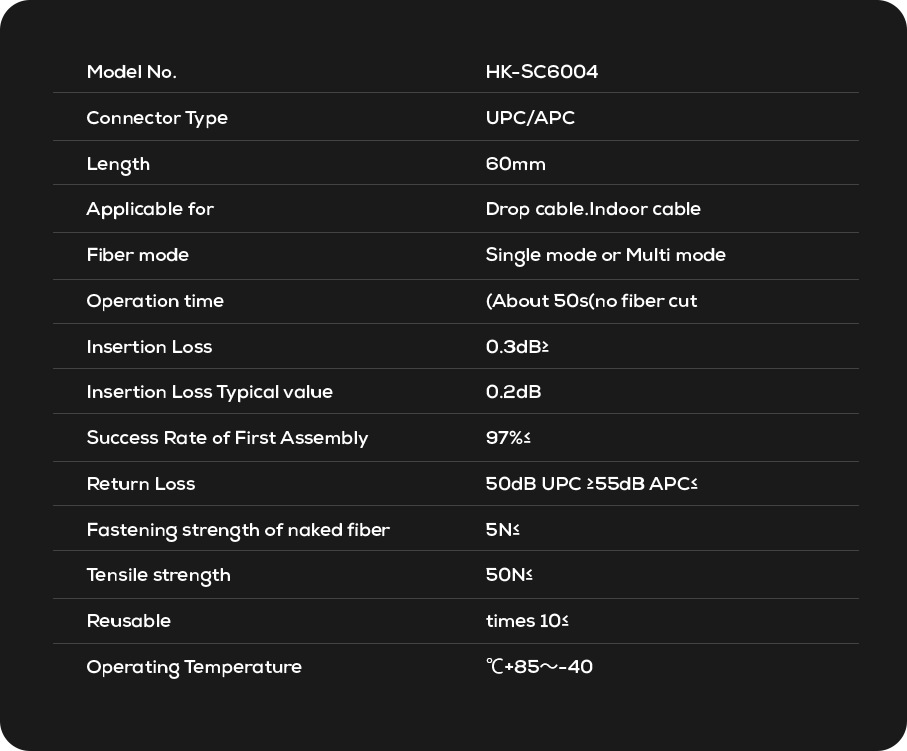 Model No. HK-SC6004
Connector Type UPC/APC
Length 60mm
Applicable for Drop cable.Indoor cable
Fiber mode Single mode or Multi mode
Operation time (About 50s(no fiber cut
Insertion Loss 0.3dB≥
Insertion Loss Typical value 0.2dB
Success Rate of First Assembly 97%≤
Return Loss 50dB UPC ≥55dB APC≤
Fastening strength of naked fiber 5N≤
Tensile strength 50N≤
Reusable times 10≤
Operating Temperature ℃+85～-40